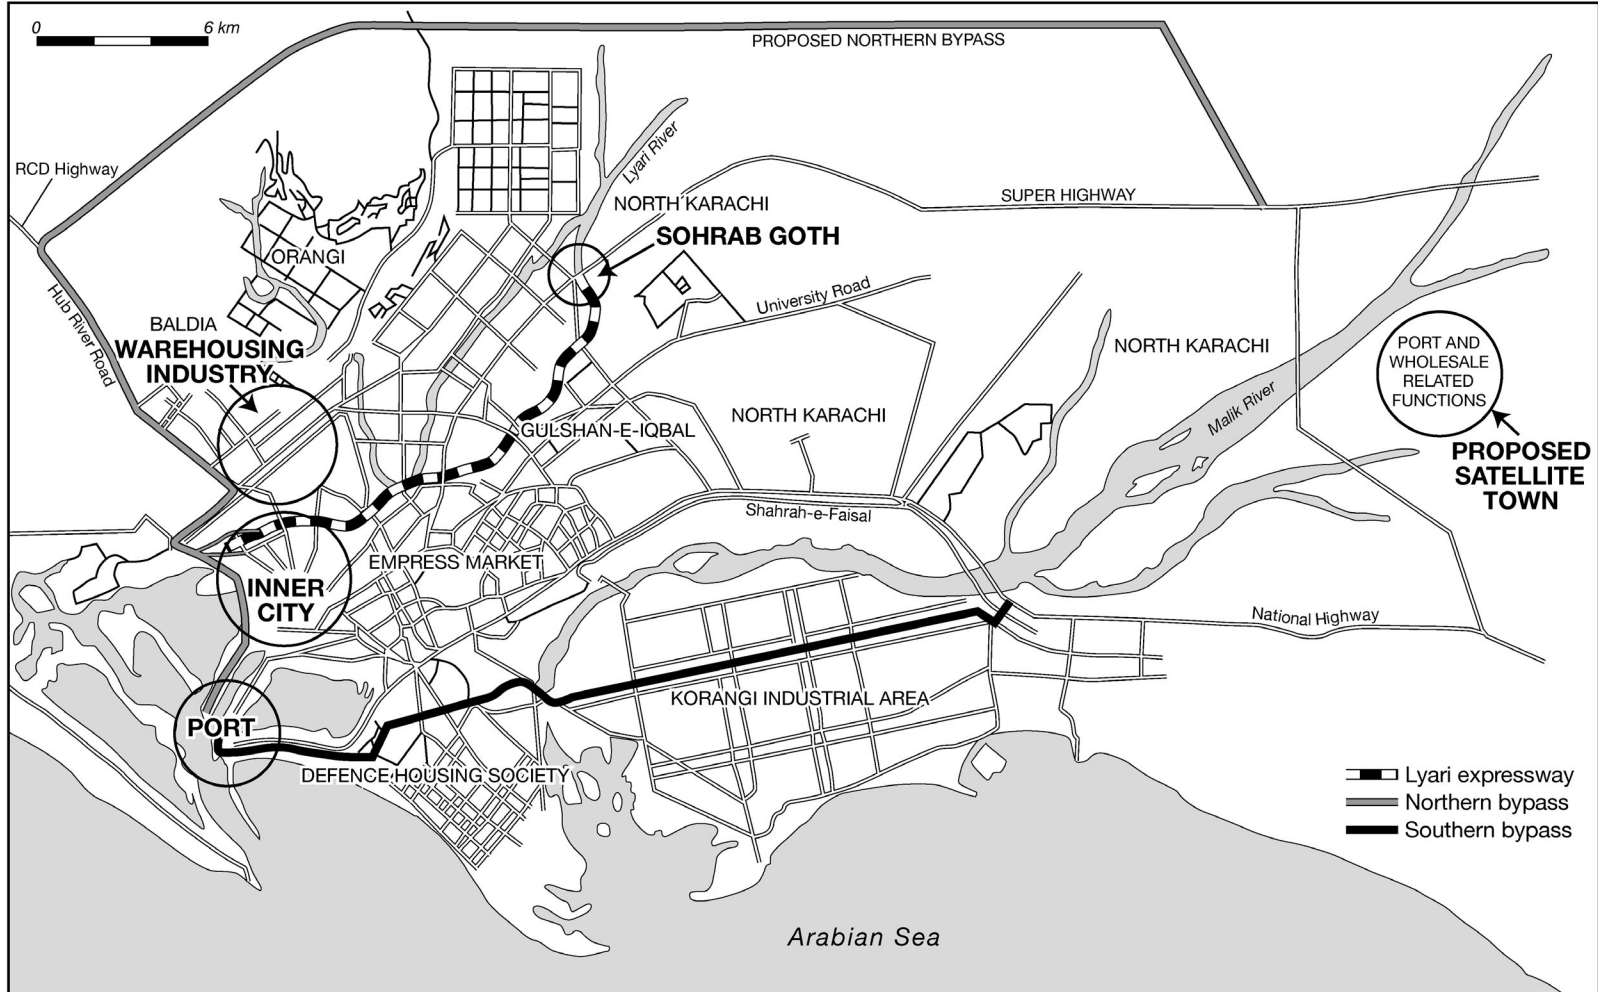 0 6 km
PROPOSED NORTHERN BYPASS
RCD Highway
Lyari River
NORTH KARACHI
SUPER HIGHWAY
SOHRAB GOTH
ORANGI
University Road
Hub River Road
BALDIA
WAREHOUSING
INDUSTRY
NORTH KARACHI
PORT AND
WHOLESALE
RELATED
FUNCTIONS
Malik River
NORTH KARACHI
GULSHAN-E-IQBAL
PROPOSED
SATELLITE
TOWN
Shahrah-e-Faisal
EMPRESS MARKET
INNER
CITY
National Highway
KORANGI INDUSTRIAL AREA
PORT
DEFENCE HOUSING SOCIETY
Lyari expressway
Northern bypass
Southern bypass
Arabian Sea